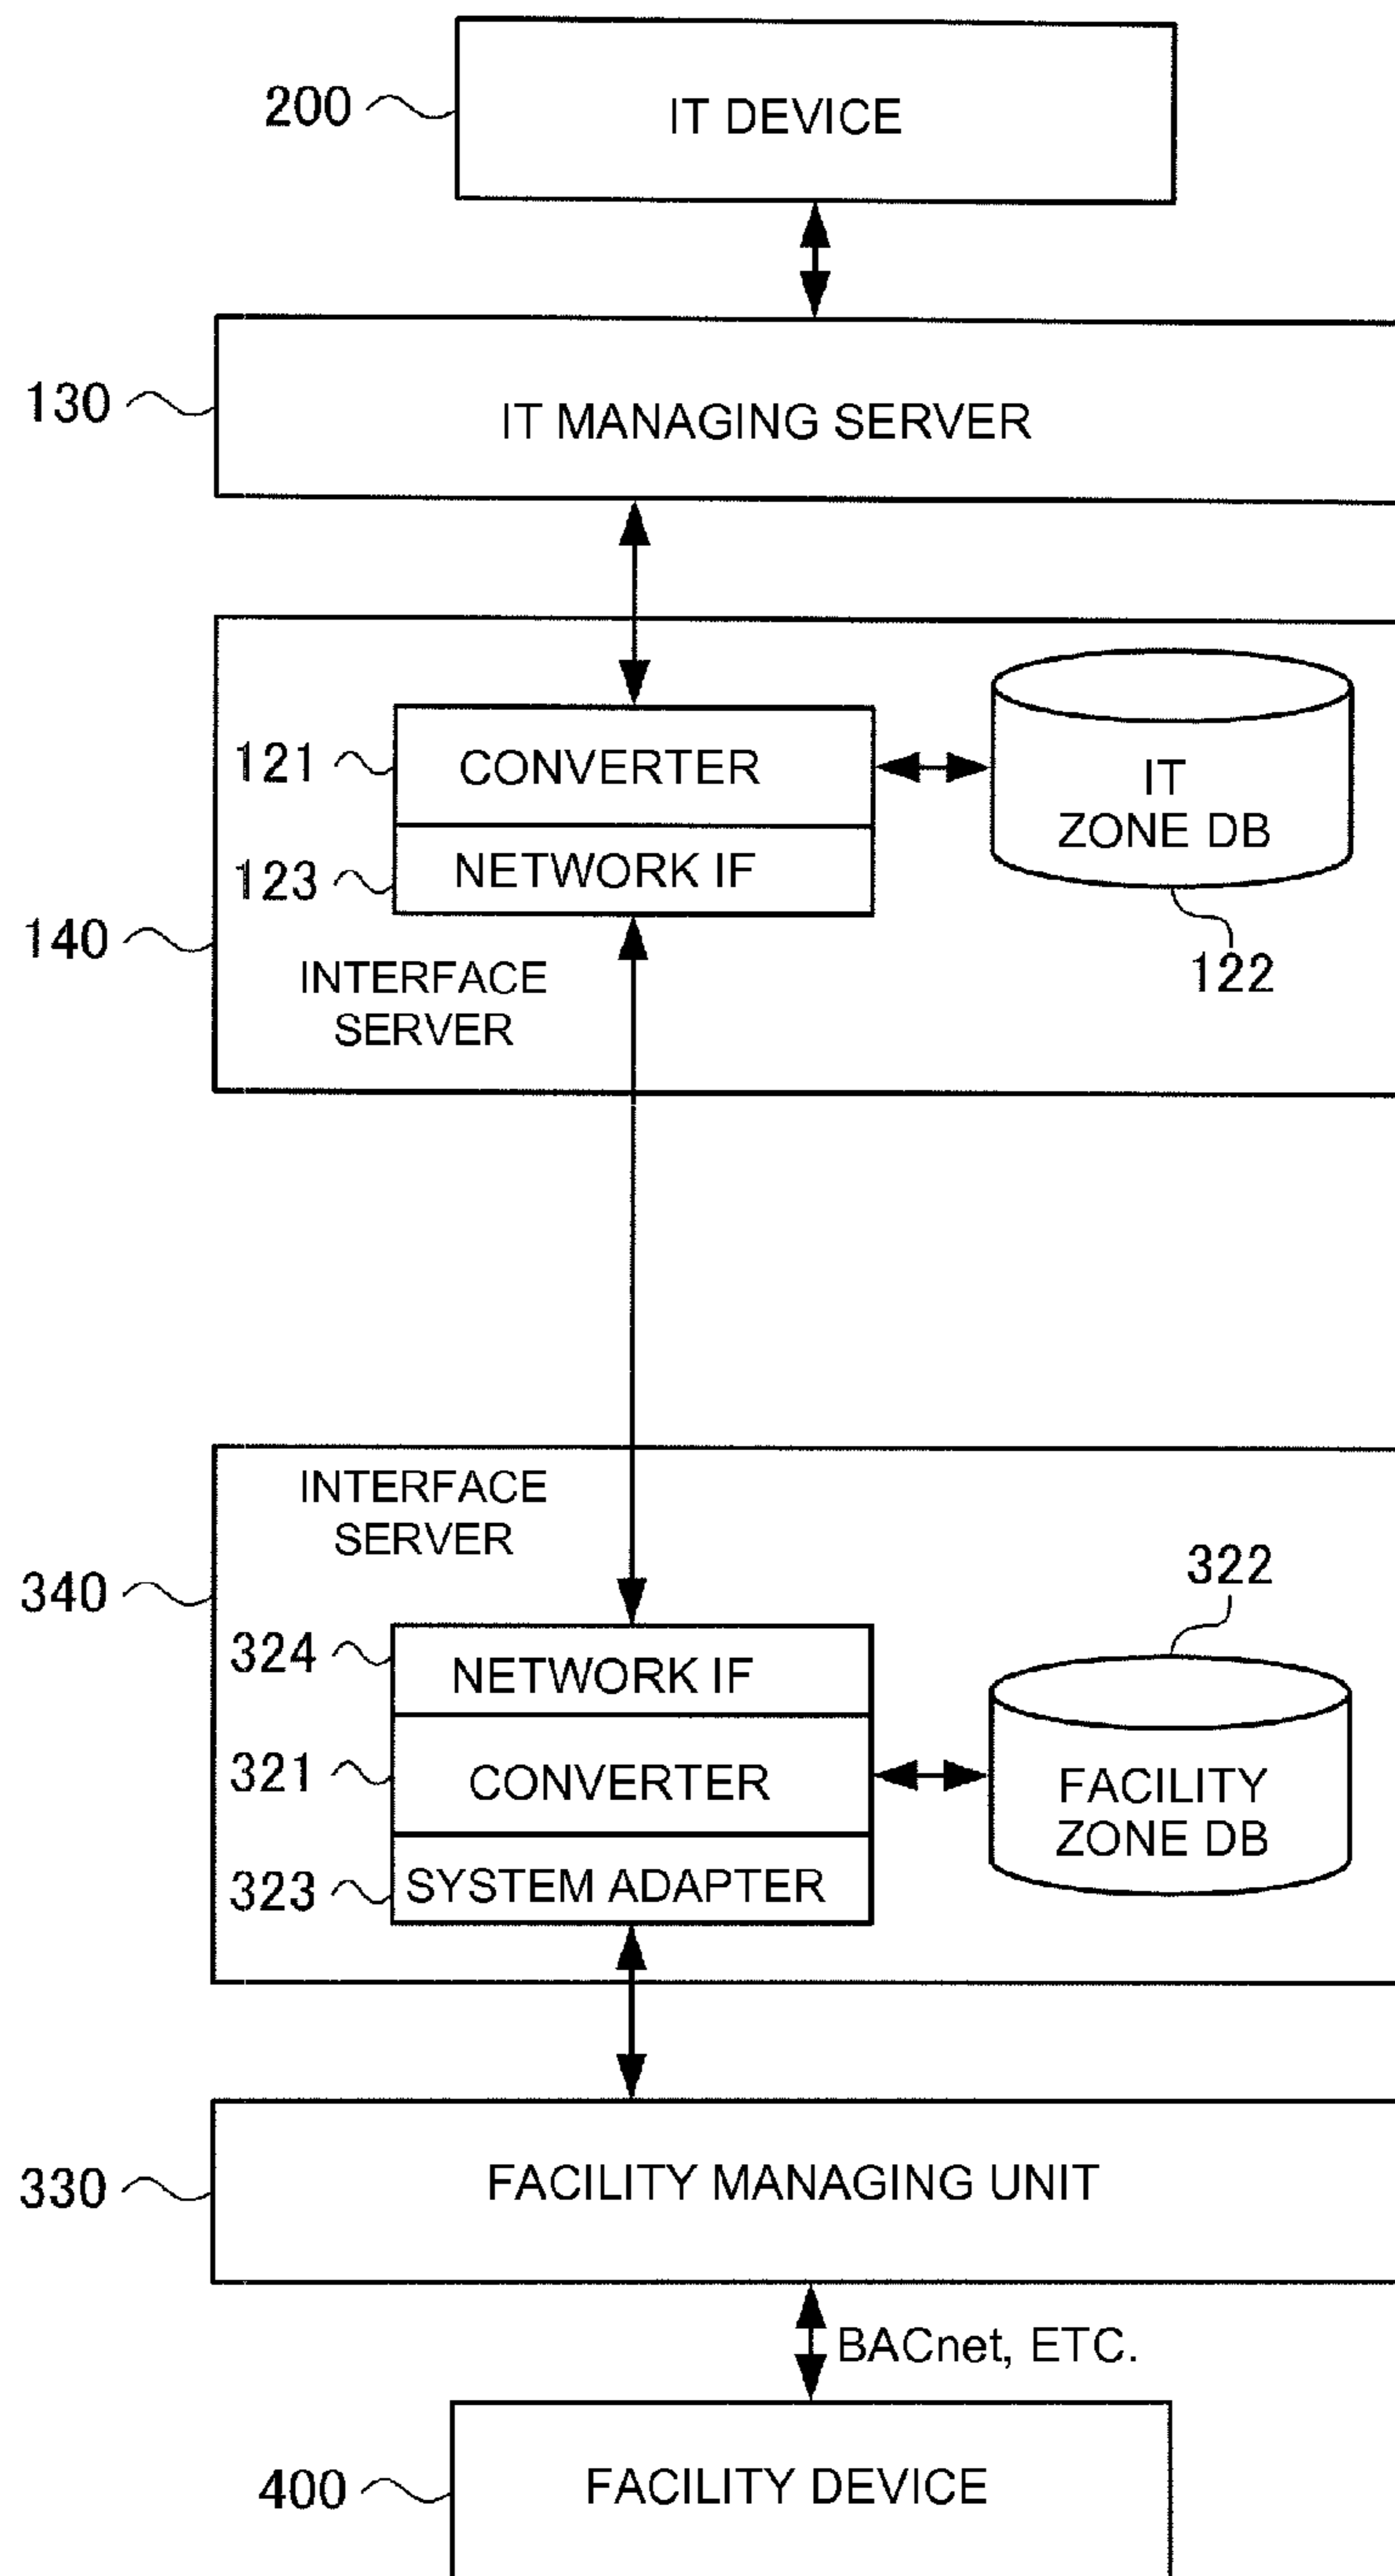 200
IT DEVICE
130
IT MANAGING SERVER
121
CONVERTER
IT
ZONE DB
123
NETWORK IF
140
122
INTERFACE
SERVER
INTERFACE
SERVER
322
340
324
NETWORK IF
321
CONVERTER
FACILITY
ZONE DB
323
SYSTEM ADAPTER
330
FACILITY MANAGING UNIT
BACnet, ETC.
400
FACILITY DEVICE